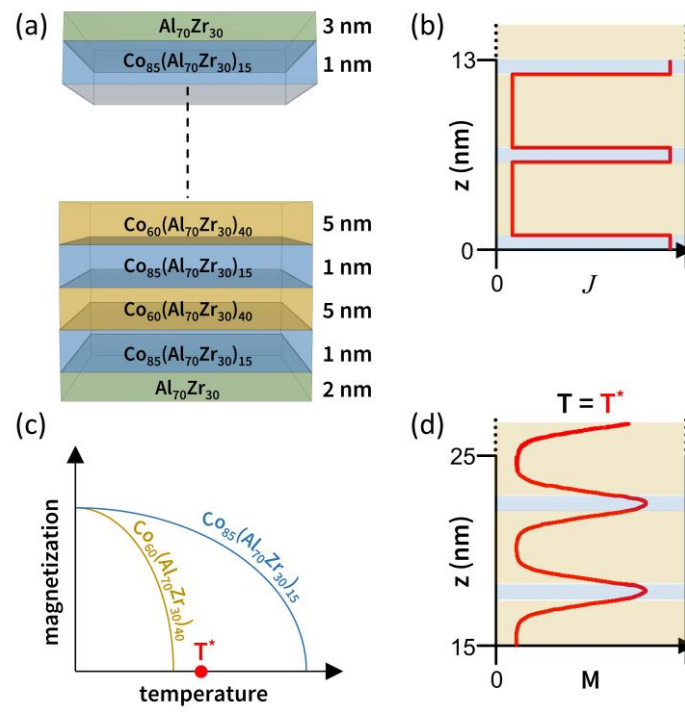 (a)
Al₇₀Zr₃₀ 3 nm
Co₈₅(Al₇₀Zr₃₀)₁₅ 1 nm
Co₆₀(Al₇₀Zr₃₀)₄₀ 5 nm
Co₈₅(Al₇₀Zr₃₀)₁₅ 1 nm
Co₆₀(Al₇₀Zr₃₀)₄₀ 5 nm
Co₈₅(Al₇₀Zr₃₀)₁₅ 1 nm
Al₇₀Zr₃₀ 2 nm
(b)
13
z (nm)
0
0 J
(c)
magnetization
Co₆₀(Al₇₀Zr₃₀)₄₀
Co₈₅(Al₇₀Zr₃₀)₁₅
T*
temperature
(d)
T = T*
25
z (nm)
15
0 M